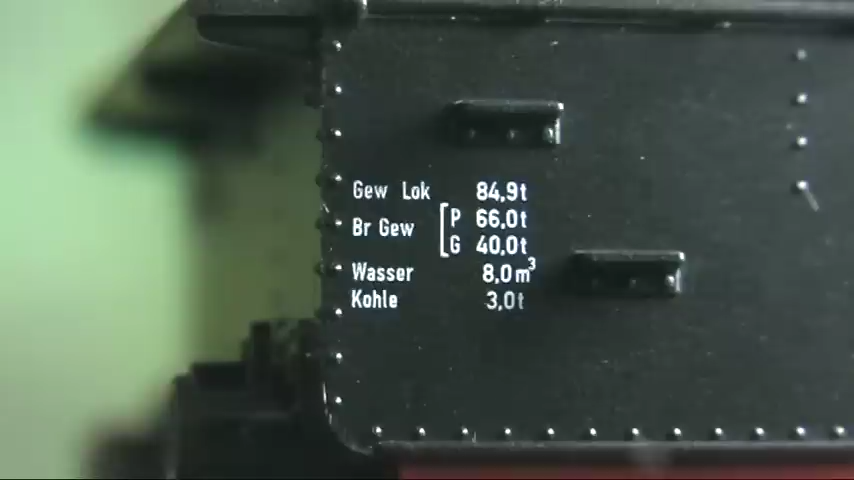 Gew Lok 84,9t
Br Gew [P 66,0t
G 40,0t
Wasser 8,0m³
Kohle 3,0t